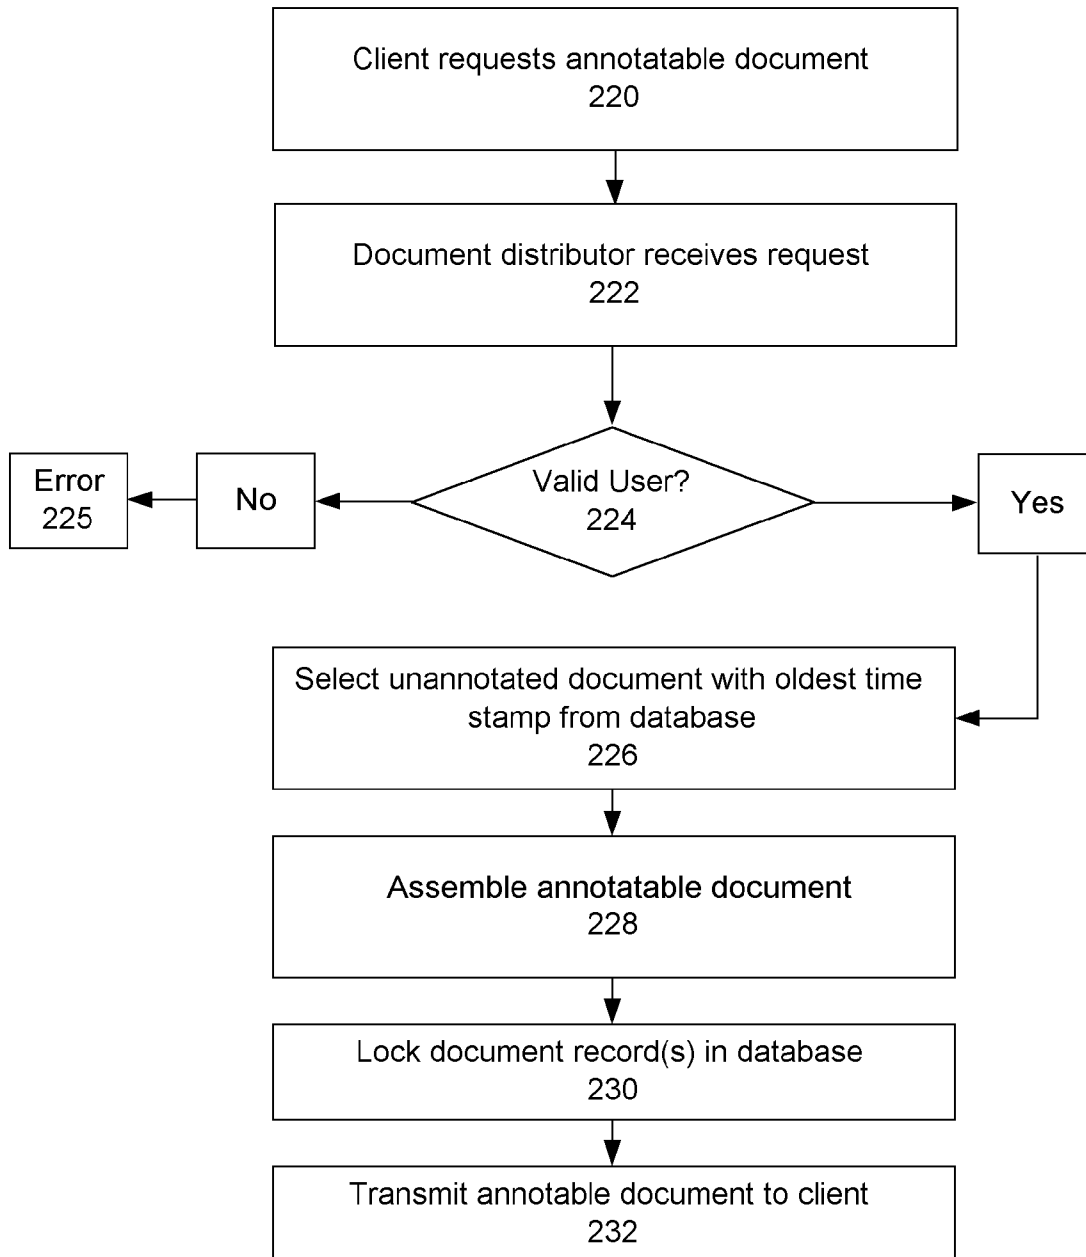 Client requests annotatable document
220
Document distributor receives request
222
Valid User?
224
Error
225
No
Yes
Select unannotated document with oldest time
stamp from database
226
Assemble annotatable document
228
Lock document record(s) in database
230
Transmit annotable document to client
232